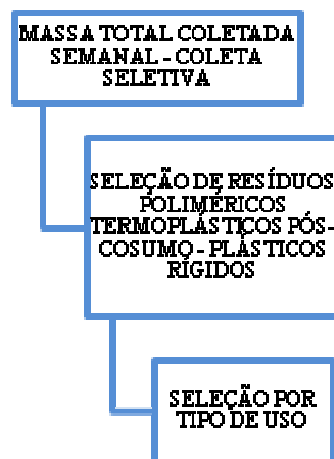 MASSA TOTAL COLETADA
SEMANAL - COLETA
SELETIVA
SELEÇÃO DE RESÍDUOS
POLIMÉRICOS
TERMOPLÁSTICOS PÓS-
COSUMO - PLÁSTICOS
RÍGIDOS
SELEÇÃO POR
TIPO DE USO